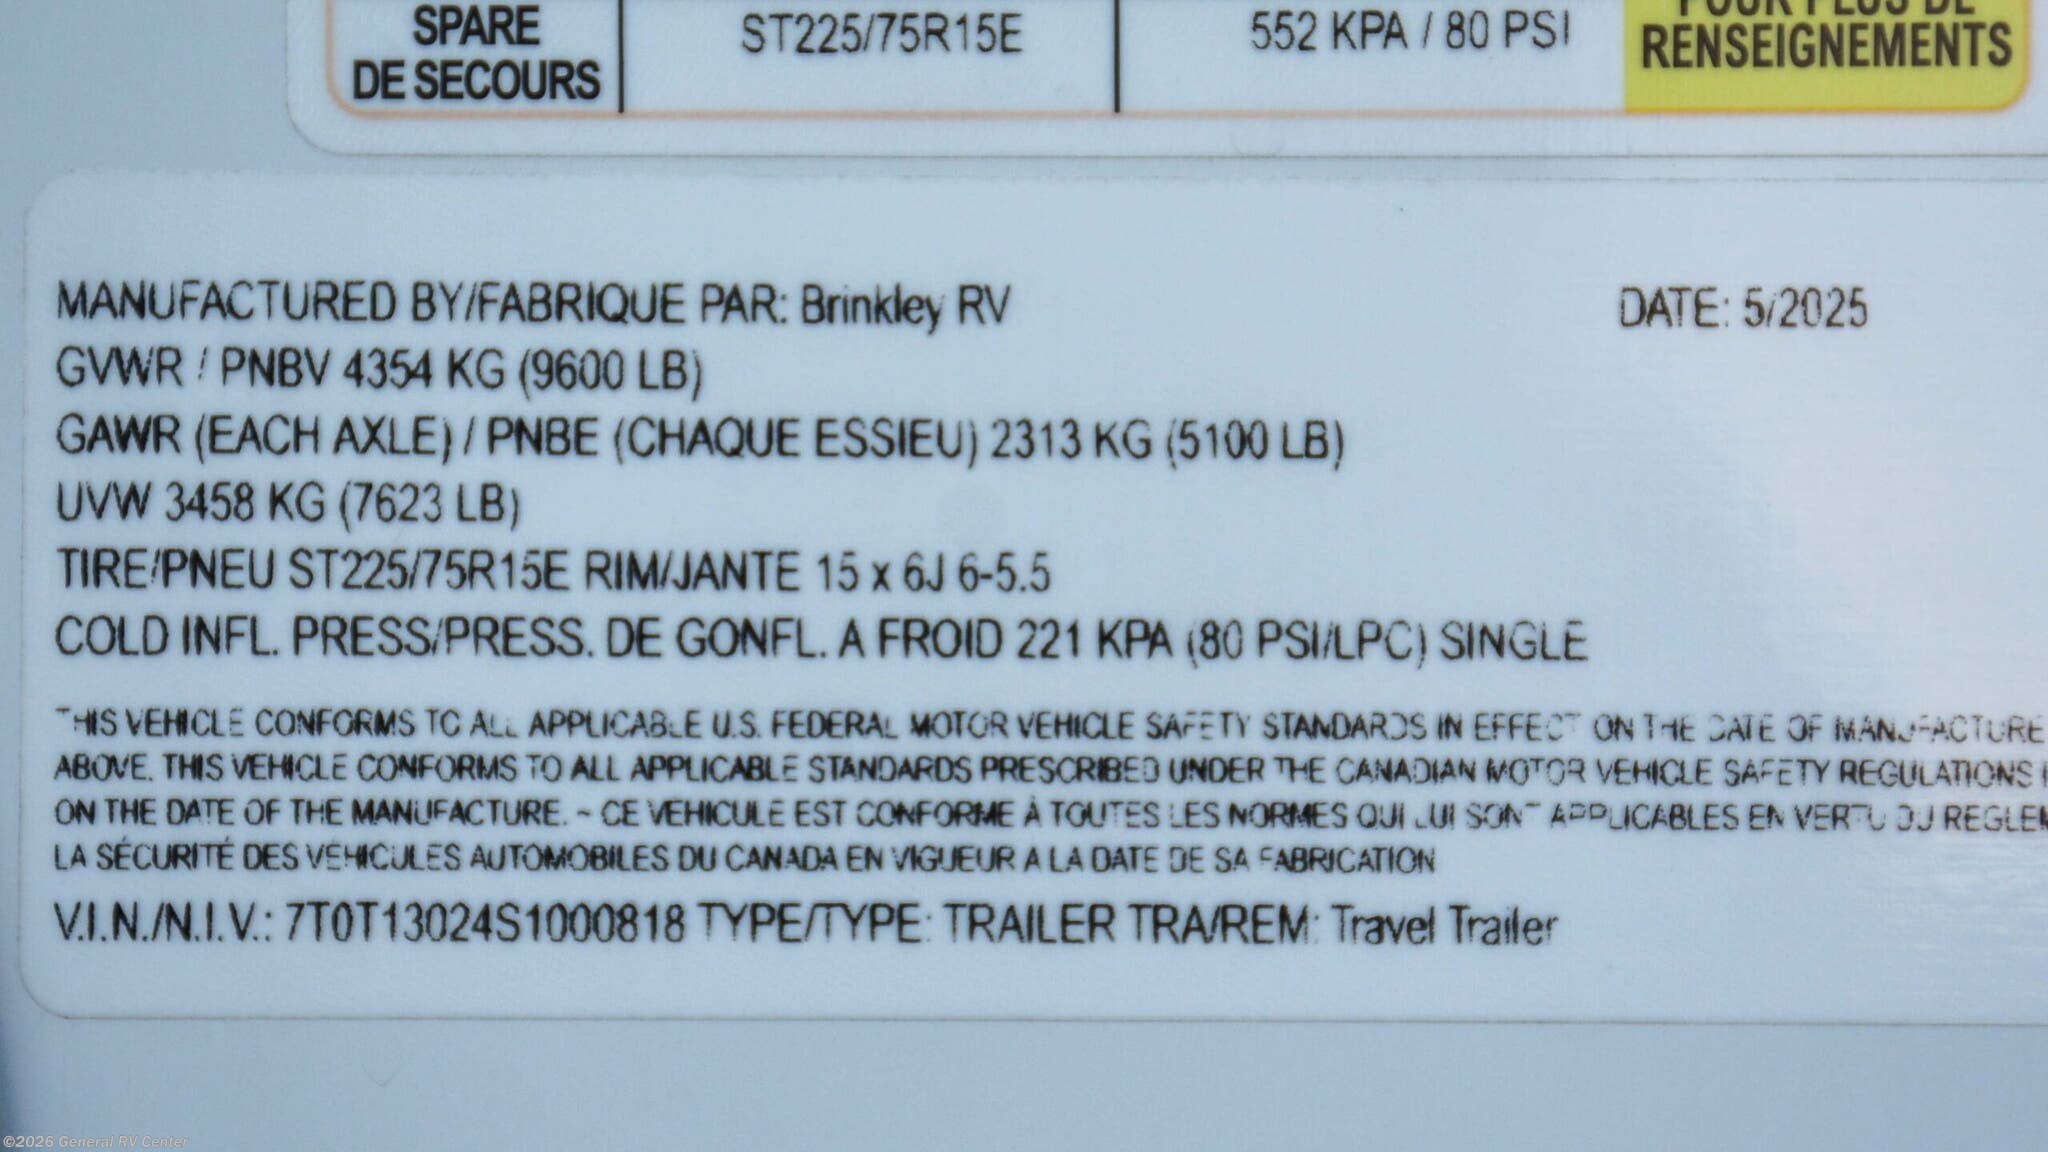 SPARE
DE SECOURS
ST225/75R15E
552 KPA / 80 PSI
POUR PLUS DE
RENSEIGNEMENTS
MANUFACTURED BY/FABRIQUE PAR: Brinkley RV
DATE: 5/2025
GVWR / PNBV 4354 KG (9600 LB)
GAWR (EACH AXLE) / PNBE (CHAQUE ESSIEU) 2313 KG (5100 LB)
UVW 3458 KG (7623 LB)
TIRE/PNEU ST225/75R15E RIM/JANTE 15 x 6J 6-5.5
COLD INFL. PRESS/PRESS. DE GONFL. A FROID 221 KPA (80 PSI/LPC) SINGLE
THIS VEHICLE CONFORMS TO ALL APPLICABLE U.S. FEDERAL MOTOR VEHICLE SAFETY STANDARDS IN EFFECT ON THE DATE OF MANUFACTURE
ABOVE. THIS VEHICLE CONFORMS TO ALL APPLICABLE STANDARDS PRESCRIBED UNDER THE CANADIAN MOTOR VEHICLE SAFETY REGULATIONS
ON THE DATE OF THE MANUFACTURE. ~ CE VEHICULE EST CONFORME À TOUTES LES NORMES QUI LUI SONT APPLICABLES EN VERTU DU
LA SÉCURITÉ DES VEHICULES AUTOMOBILES DU CANADA EN VIGUEUR A LA DATE DE SA FABRICATION
V.I.N./N.I.V.: 7T0T13024S1000818 TYPE/TYPE: TRAILER TRA/REM: Travel Trailer
©2026 General RV Center